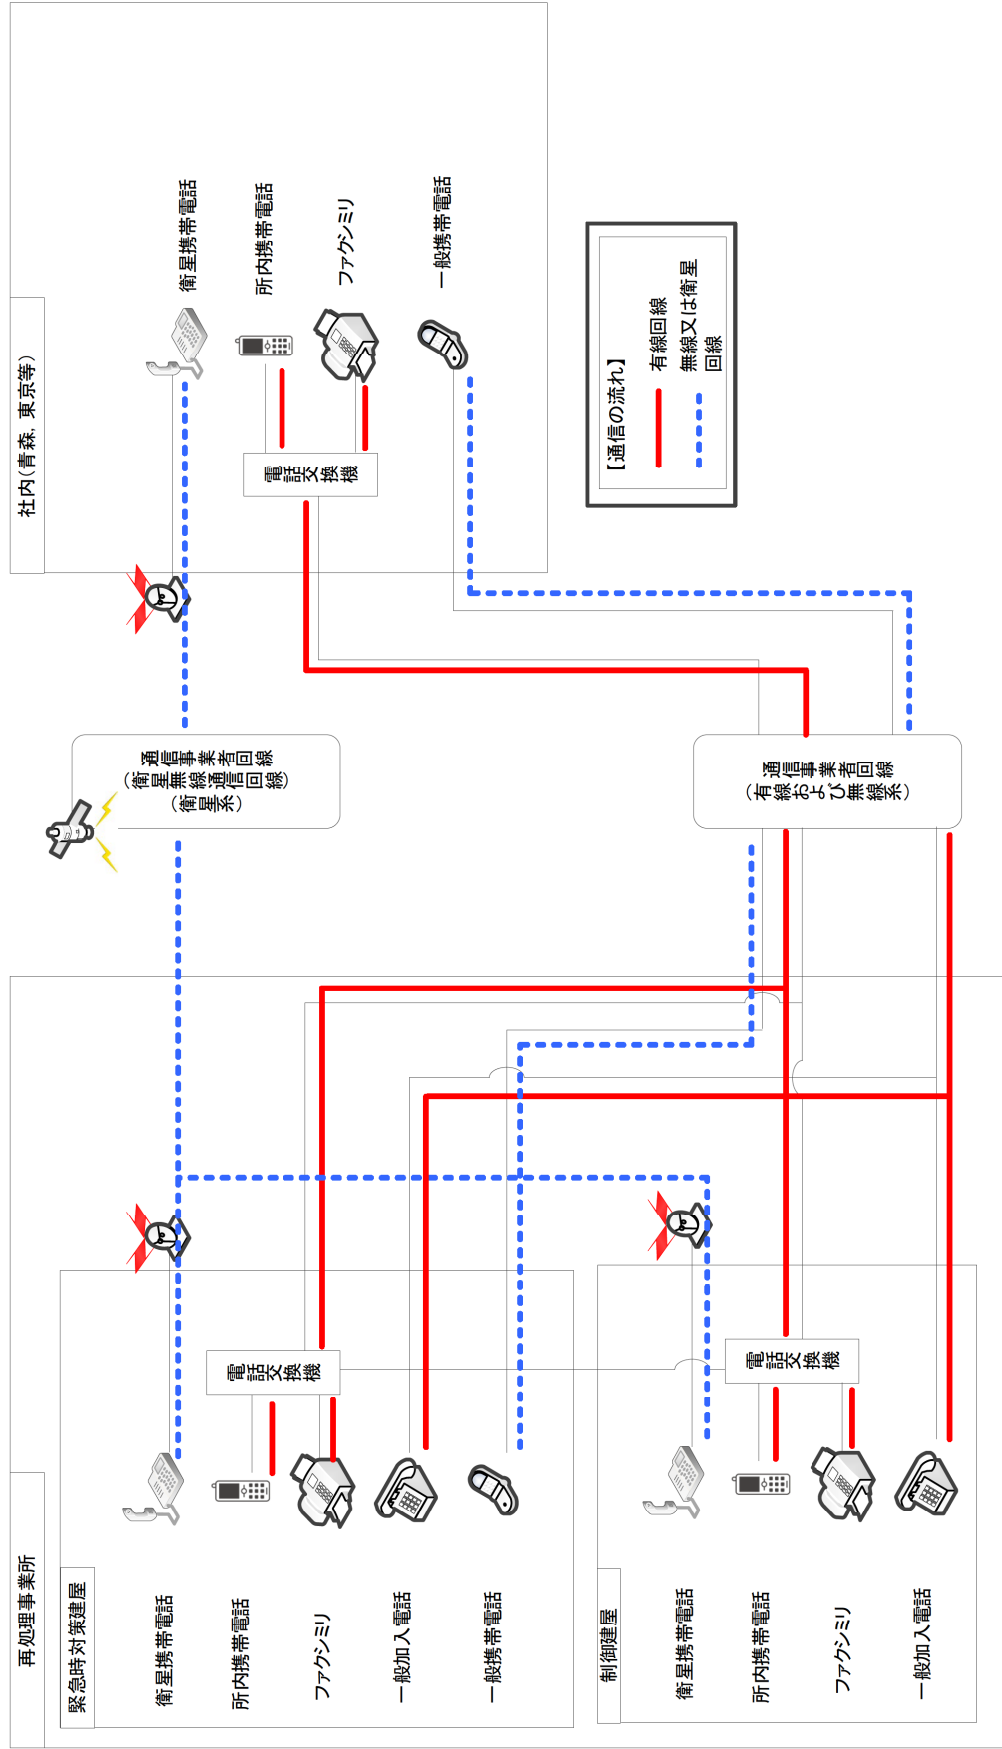 再処理事業所
緊急時対策建屋
衛星携帯電話
所内携帯電話
ファクシミリ
一般加入電話
一般携帯電話
電話交換機
制御建屋
衛星携帯電話
所内携帯電話
ファクシミリ
一般加入電話
電話交換機
通信事業者回線
(衛星無線通信回線)
(衛星系)
通信事業者回線
(有線および無線系)
社内(青森,東京等)
衛星携帯電話
所内携帯電話
ファクシミリ
一般携帯電話
電話交換機
【通信の流れ】
有線回線
無線又は衛星
回線